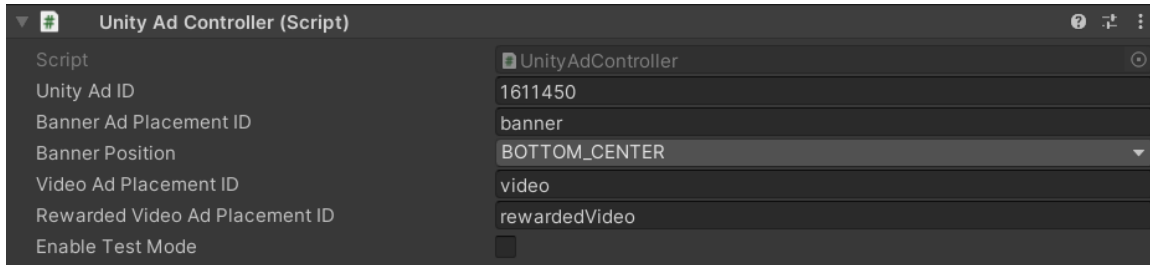 Unity Ad Controller (Script)
Script UnityAdController
Unity Ad ID 1611450
Banner Ad Placement ID banner
Banner Position BOTTOM_CENTER
Video Ad Placement ID video
Rewarded Video Ad Placement ID rewardedVideo
Enable Test Mode